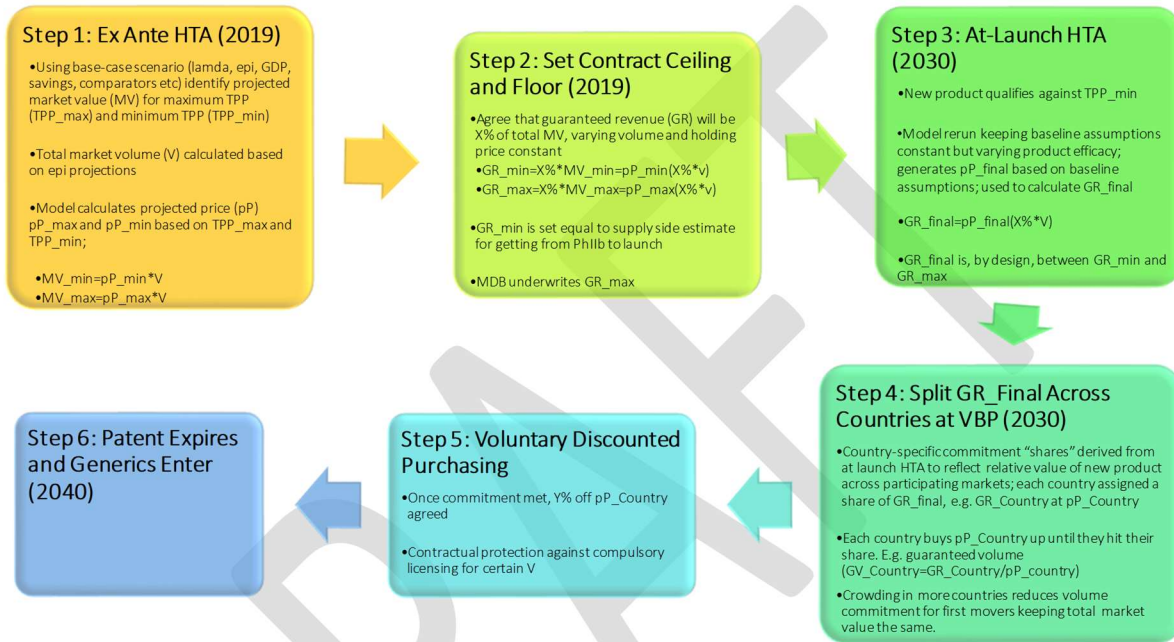 Step 1: Ex Ante HTA (2019)
•Using base-case scenario (lamda, epi, GDP,
savings, comparators etc) identify projected
market value (MV) for maximum TPP
(TPP_max) and minimum TPP (TPP_min)
•Total market volume (V) calculated based
on epi projections
•Model calculates projected price (pP)
pP_max and pP_min based on TPP_max and
TPP_min;
•MV_min=pP_min*V
•MV_max=pP_max*V
Step 2: Set Contract Ceiling
and Floor (2019)
•Agree that guaranteed revenue (GR) will be
X% of total MV, varying volume and holding
price constant
•GR_min=X%*MV_min=pP_min(X%*v)
•GR_max=X%*MV_max=pP_max(X%*v)
•GR_min is set equal to supply side estimate
for getting from PhIIb to launch
•MDB underwrites GR_max
Step 3: At-Launch HTA
(2030)
•New product qualifies against TPP_min
•Model rerun keeping baseline assumptions
constant but varying product efficacy;
generates pP_final based on baseline
assumptions; used to calculate GR_final
•GR_final=pP_final(X%*V)
•GR_final is, by design, between GR_min and
GR_max
Step 4: Split GR_Final Across
Countries at VBP (2030)
•Country-specific commitment “shares” derived from
at launch HTA to reflect relative value of new product
across participating markets; each country assigned a
share of GR_final, e.g. GR_Country at pP_Country
•Each country buys pP_Country up until they hit their
share. E.g. guaranteed volume
(GV_Country=GR_Country/pP_country)
•Crowding in more countries reduces volume
commitment for first movers keeping total market
value the same.
Step 5: Voluntary Discounted
Purchasing
•Once commitment met, Y% off pP_Country
agreed
•Contractual protection against compulsory
licensing for certain V
Step 6: Patent Expires
and Generics Enter
(2040)
DRAFT